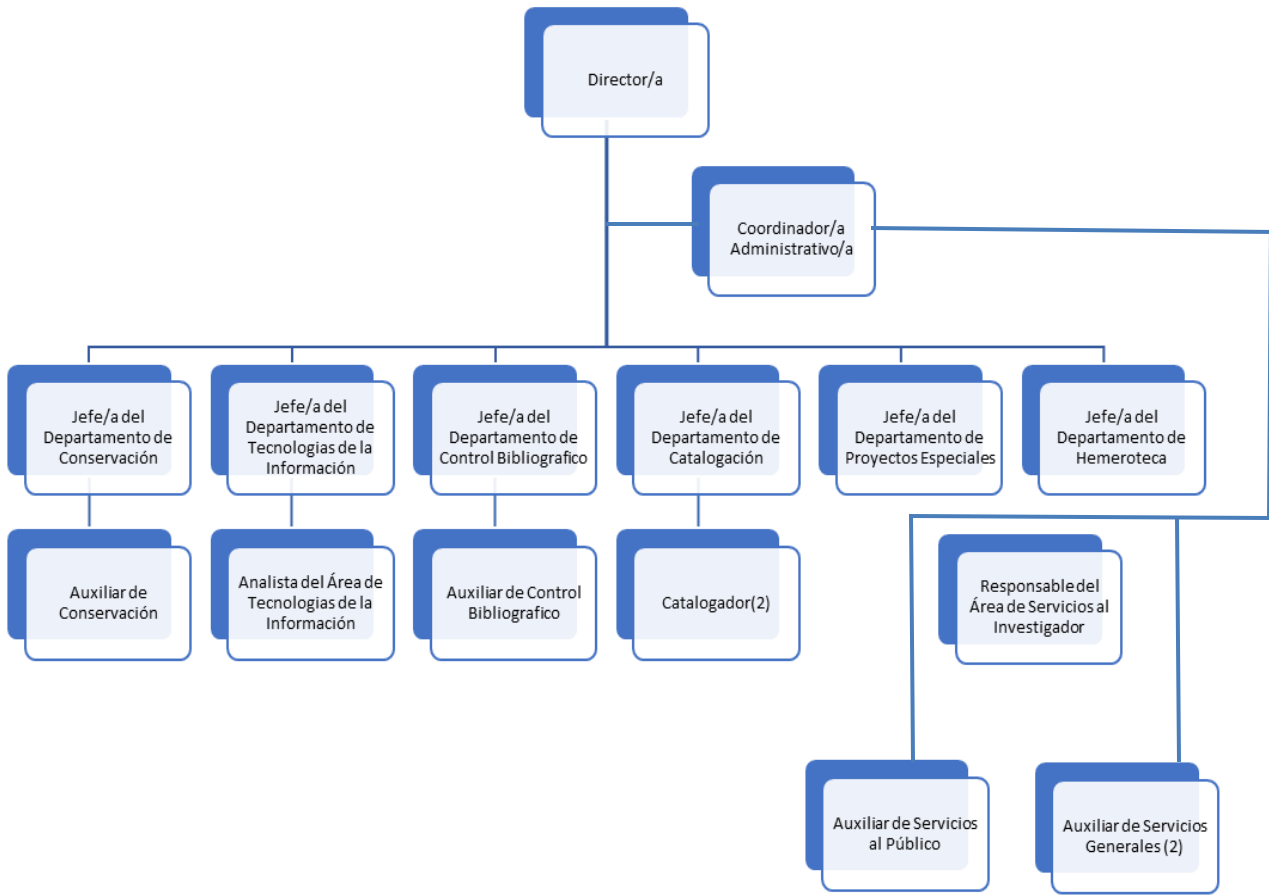 Director/a
Coordinador/a
Administrativo/a
Jefe/a del
Departamento de
Conservación
Jefe/a del
Departamento de
Tecnologias de la
Información
Jefe/a del
Departamento de
Control Bibliografico
Jefe/a del
Departamento de
Catalogación
Jefe/a del
Departamento de
Proyectos Especiales
Jefe/a del
Departamento de
Hemeroteca
Auxiliar de
Conservación
Analista del Área de
Tecnologias de la
Información
Auxiliar de Control
Bibliografico
Catalogador(2)
Responsable del
Área de Servicios al
Investigador
Auxiliar de Servicios
al Público
Auxiliar de Servicios
Generales (2)